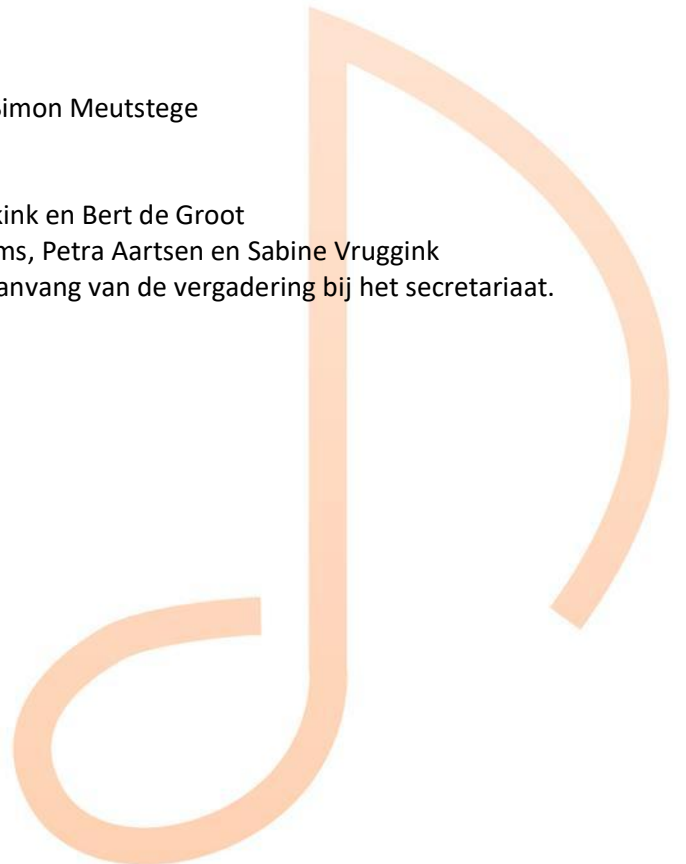 Simon Meutstege
kink en Bert de Groot
ms, Petra Aartsen en Sabine Vruggink
anvang van de vergadering bij het secretariaat.